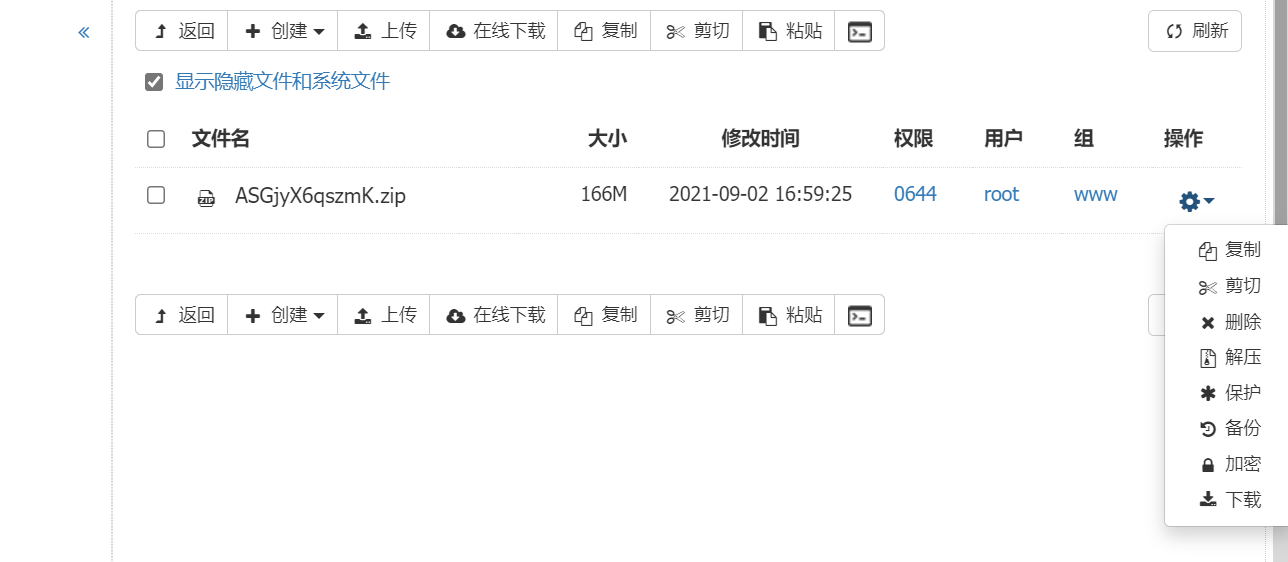 返回 创建 上传 在线下载 复制 剪切 粘贴 刷新
显示隐藏文件和系统文件
文件名 大小 修改时间 权限 用户 组 操作
ASGjyX6qszmK.zip 166M 2021-09-02 16:59:25 0644 root www
复制
剪切
删除
解压
保护
备份
加密
下载
返回 创建 上传 在线下载 复制 剪切 粘贴